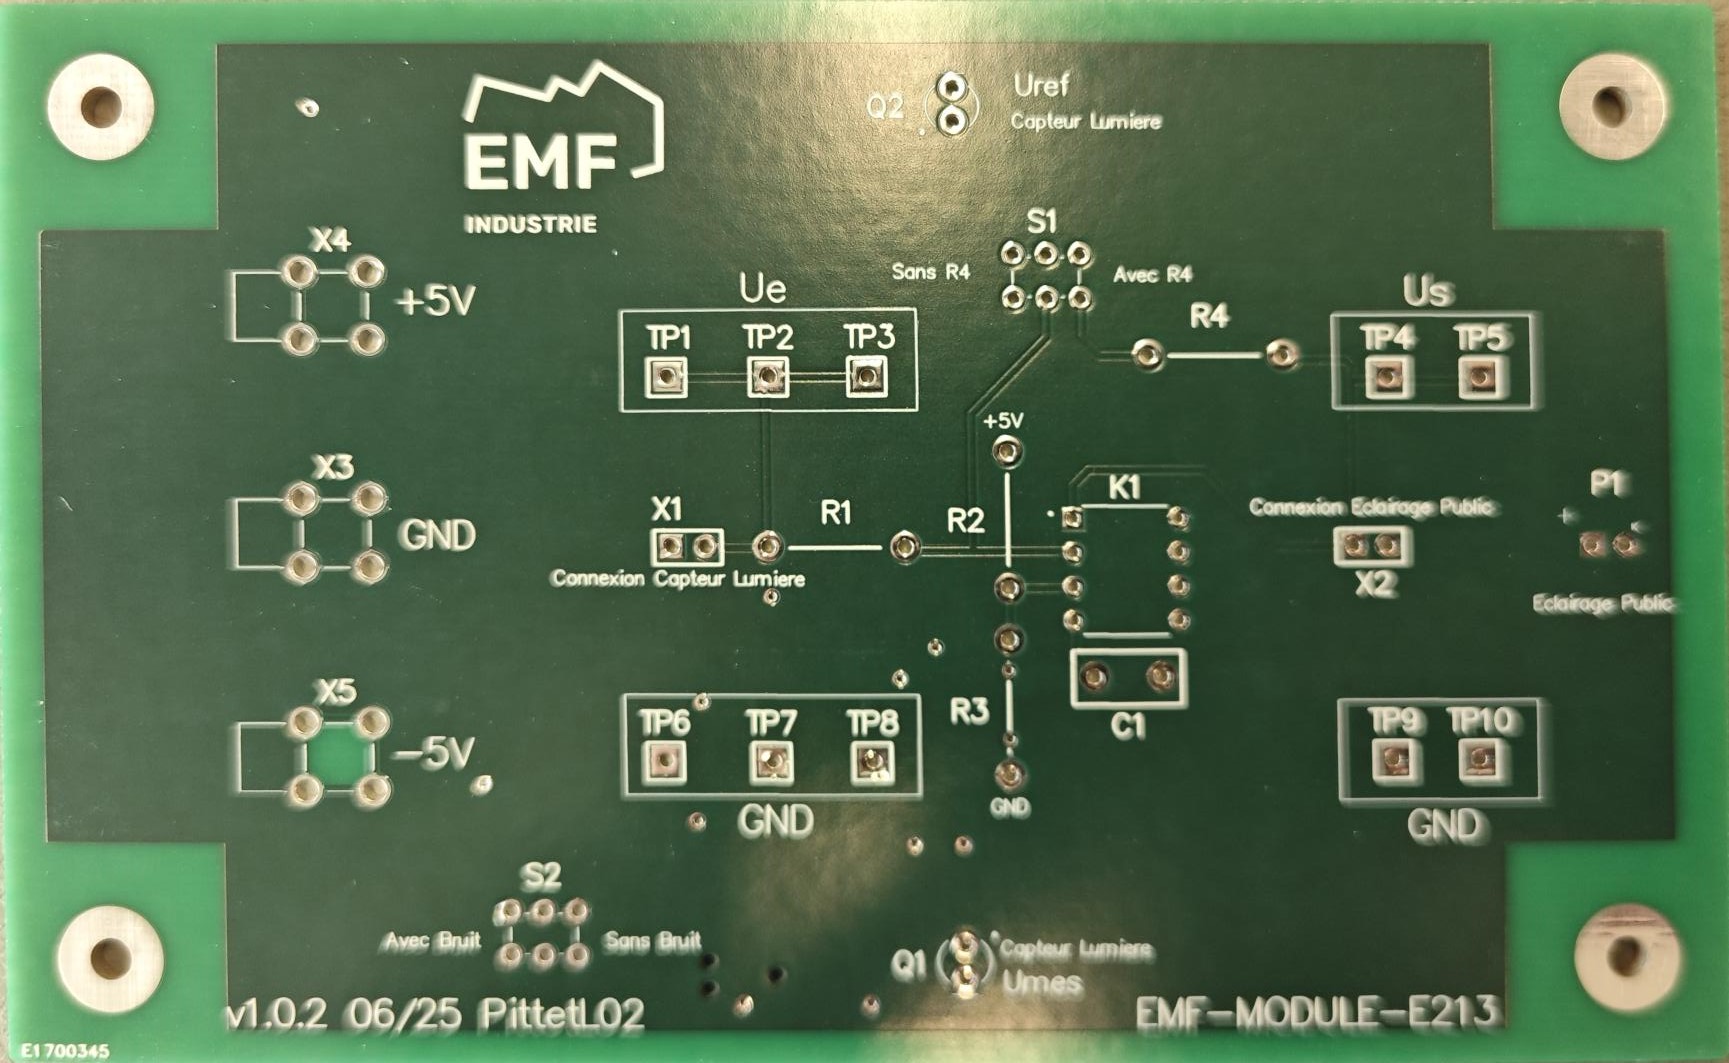 Q2
Uref
Capteur Lumiere
EMF
INDUSTRIE
S1
Sans R4
Avec R4
X4
+5V
Ue
TP1 TP2 TP3
R4
Us
TP4 TP5
+5V
X3
GND
X1
R1
R2
K1
Connexion Eclairage Public
X2
P1
+
Connexion Capteur Lumiere
Eclairage Public
X5
-5V
TP6 TP7 TP8
GND
R3
C1
GND
TP9 TP10
GND
S2
Avec Bruit
Sans Bruit
Q1
Capteur Lumiere
Umes
v1.0.2 06/25 PittetL02
EMF-MODULE-E213
E1700345